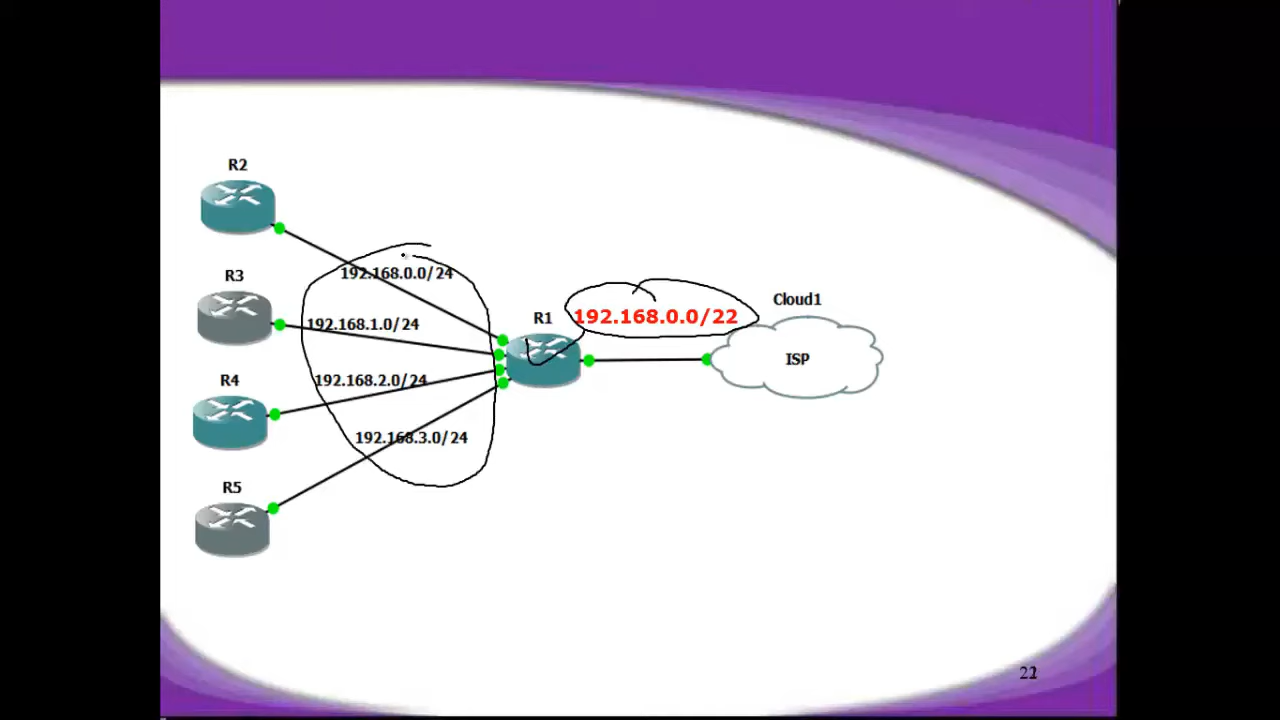 R2
192.168.0.0/24
R3
Cloud1
192.168.0.0/22
R1
192.168.1.0/24
ISP
R4
192.168.2.0/24
192.168.3.0/24
R5